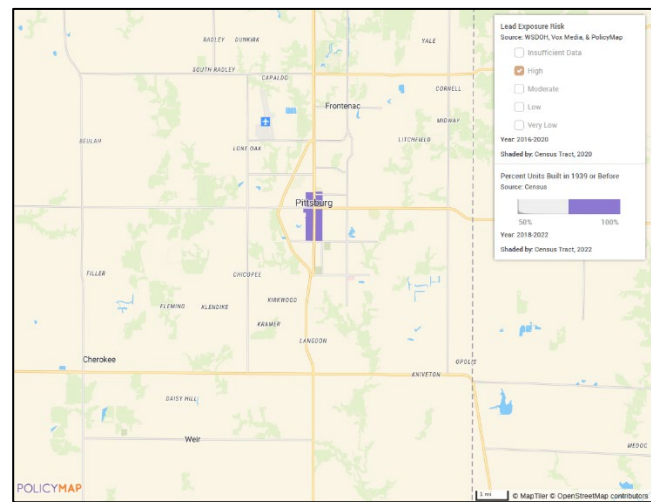 RADLEY
DUNKIRK
YALE
SOUTH RADLEY
CAPALDO
CORNELL
Frontenac
MIDWAY
BEULAH
LONE OAK
LITCHFIELD
Pittsburg
FILLER
CHICOPEE
FLEMING
KLENDIKE
KIRKWOOD
KRAMER
LANGDON
Cherokee
OPOLIS
KNIVETON
DAISY HILL
Weir
MEDOC
POLICYMAP
1 mi
© MapTiler © OpenStreetMap contributors
Lead Exposure Risk
Source: WSDOH, Vox Media, & PolicyMap
Insufficient Data
High
Moderate
Low
Very Low
Year: 2016-2020
Shaded by: Census Tract, 2020
Percent Units Built in 1939 or Before
Source: Census
50% 100%
Year: 2018-2022
Shaded by: Census Tract, 2022